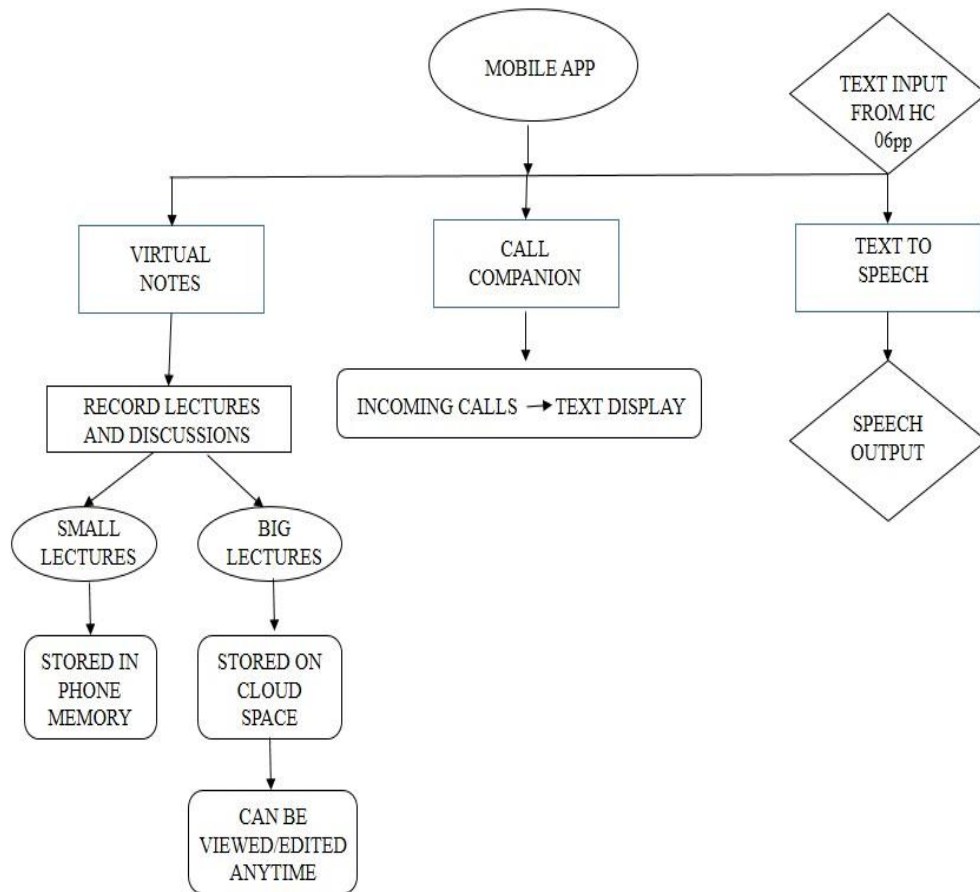 MOBILE APP
TEXT INPUT
FROM HC
06pp
VIRTUAL
NOTES
CALL
COMPANION
TEXT TO
SPEECH
RECORD LECTURES
AND DISCUSSIONS
INCOMING CALLS
TEXT DISPLAY
SPEECH
OUTPUT
SMALL
LECTURES
BIG
LECTURES
STORED IN
PHONE
MEMORY
STORED ON
CLOUD
SPACE
CAN BE
VIEWED/EDITED
ANYTIME